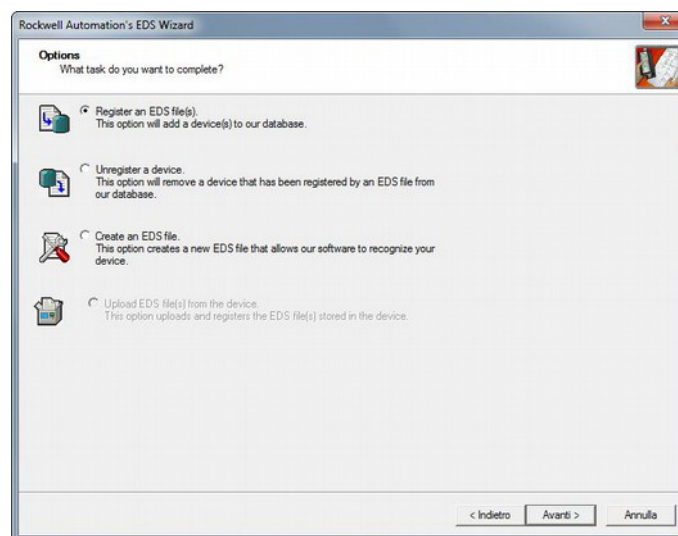 Rockwell Automation's EDS Wizard
Options
What task do you want to complete?
Register an EDS file(s).
This option will add a device(s) to our database.
Unregister a device.
This option will remove a device that has been registered by an EDS file from
our database.
Create an EDS file.
This option creates a new EDS file that allows our software to recognize your
device.
Upload EDS file(s) from the device.
This option uploads and registers the EDS file(s) stored in the device.
< Indietro
Avanti >
Annulla